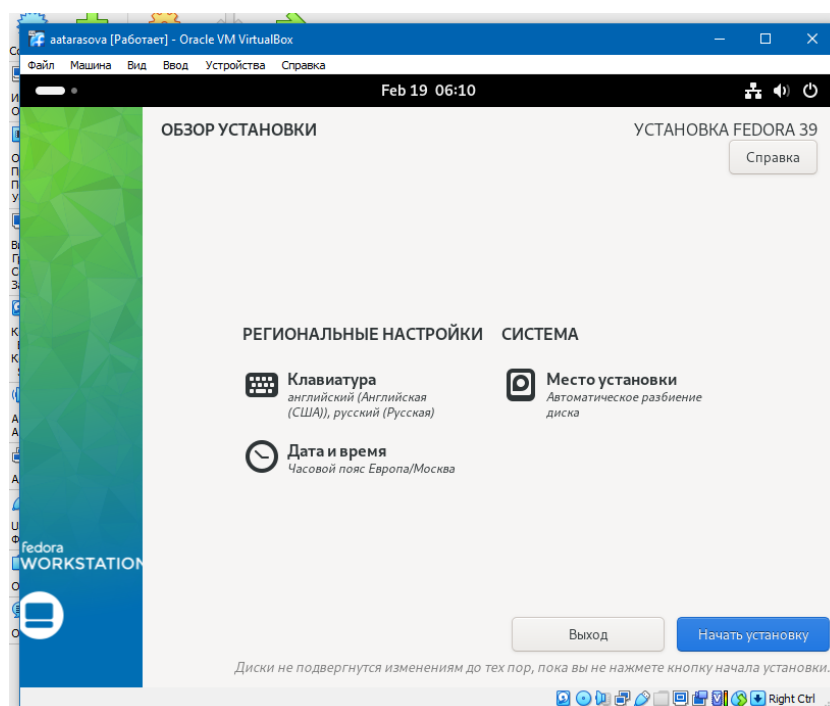 aatarasova [Работает] - Oracle VM VirtualBox
Файл Машина Вид Ввод Устройства Справка
Feb 19 06:10
ОБЗОР УСТАНОВКИ
УСТАНОВКА FEDORA 39
Справка
РЕГИОНАЛЬНЫЕ НАСТРОЙКИ
СИСТЕМА
Клавиатура
английский (Английская
(США)), русский (Русская)
Место установки
Автоматическое разбиение
диска
Дата и время
Часовой пояс Европа/Москва
fedora
WORKSTATION
Выход
Начать установку
Диски не подвергнутся изменениям до тех пор, пока вы не нажмете кнопку начала установки.
Right Ctrl